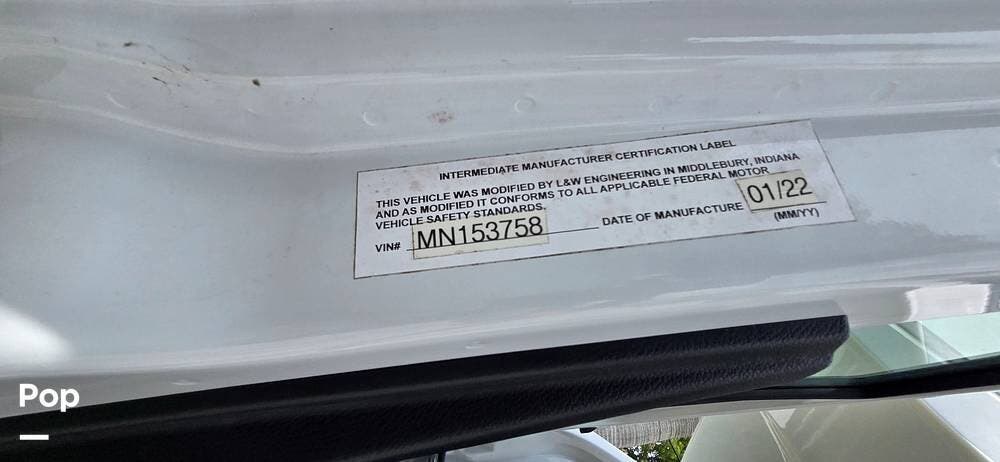 INTERMEDIATE MANUFACTURER CERTIFICATION LABEL
THIS VEHICLE WAS MODIFIED BY L&W ENGINEERING IN MIDDLEBURY, INDIANA
AND AS MODIFIED IT CONFORMS TO ALL APPLICABLE FEDERAL MOTOR
VEHICLE SAFETY STANDARDS.
VIN# MN153758 DATE OF MANUFACTURE 01/22
(MM/YY)
Pop